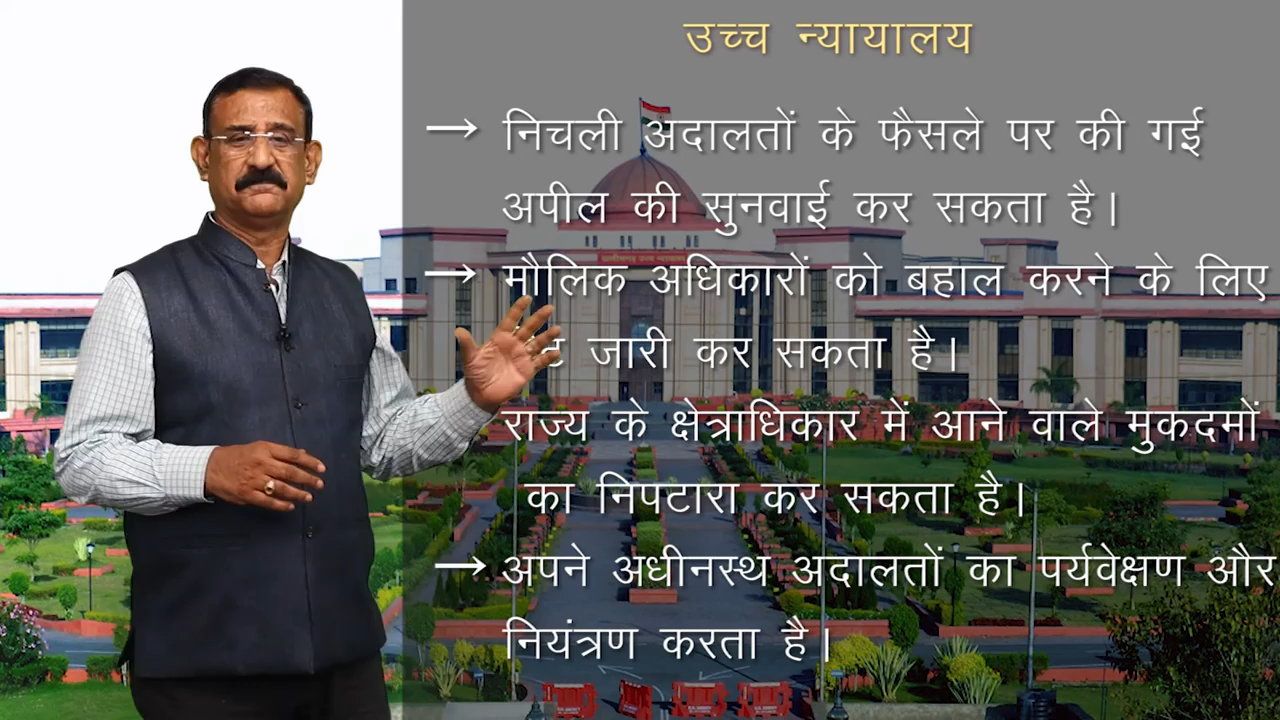 उच्च न्यायालय
→ निचली अदालतों के फैसले पर की गई
अपील की सुनवाई कर सकता है।
→ मौलिक अधिकारों को बहाल करने के लिए
जारी कर सकता है।
राज्य के क्षेत्राधिकार में आने वाले मुकदमों
का निपटारा कर सकता है।
→ अपने अधीनस्थ अदालतों का पर्यवेक्षण और
नियंत्रण करता है।